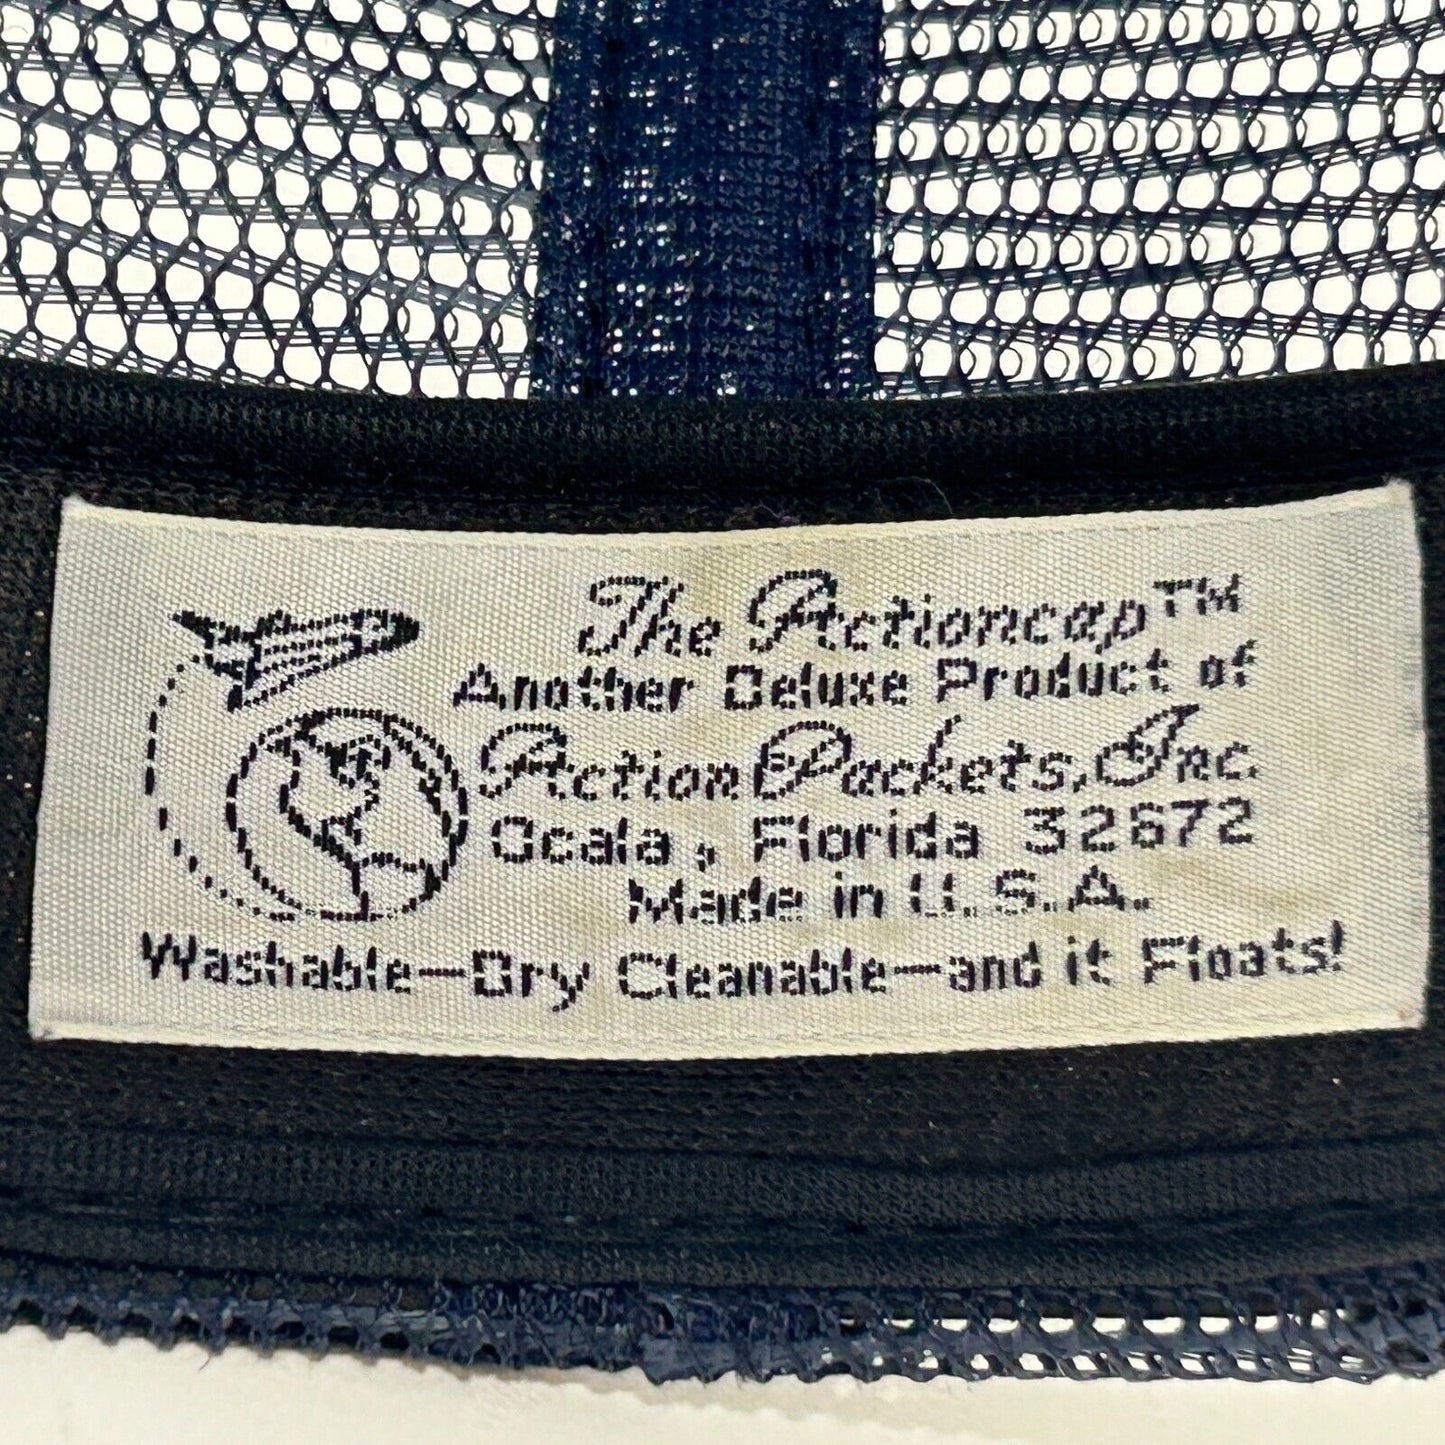 The Actioncap™
Another Deluxe Product of
Action Packets, Inc.
Ocala, Florida 32672
Made in U.S.A.
Washable—Dry Cleanable—and it Floats!